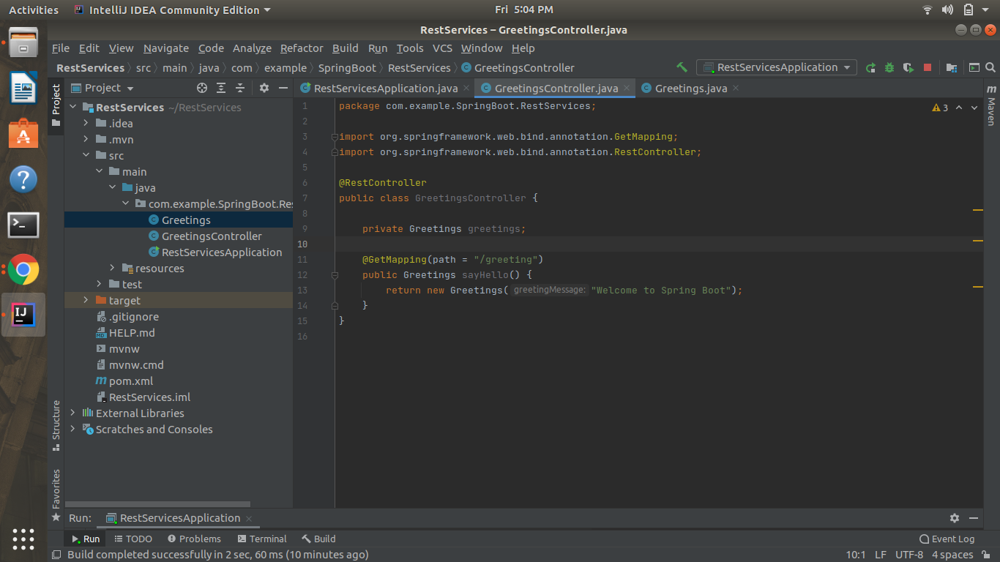 Activities IntelliJ IDEA Community Edition Fri 5:04 PM
RestServices – GreetingsController.java
File Edit View Navigate Code Analyze Refactor Build Run Tools VCS Window Help
RestServices src main java com example SpringBoot RestServices GreetingsController RestServicesApplication
Project
Project
RestServicesApplication.java GreetingsController.java Greetings.java
Maven
RestServices ~/RestServices
.idea
.mvn
src
main
java
com.example.SpringBoot.Res
Greetings
GreetingsController
RestServicesApplication
resources
test
target
.gitignore
HELP.md
mvnw
mvnw.cmd
pom.xml
RestServices.iml
External Libraries
Scratches and Consoles
Structure
Favorites
3
1 package com.example.SpringBoot.RestServices;
2
3 import org.springframework.web.bind.annotation.GetMapping;
4 import org.springframework.web.bind.annotation.RestController;
5
6 @RestController
7 public class GreetingsController {
8
9 private Greetings greetings;
10
11 @GetMapping(path = "/greeting")
12 public Greetings sayHello() {
13 return new Greetings( greetingMessage: "Welcome to Spring Boot");
14 }
15 }
16
Run: RestServicesApplication
Run TODO Problems Terminal Build Event Log
Build completed successfully in 2 sec, 60 ms (10 minutes ago) 10:1 LF UTF-8 4 spaces